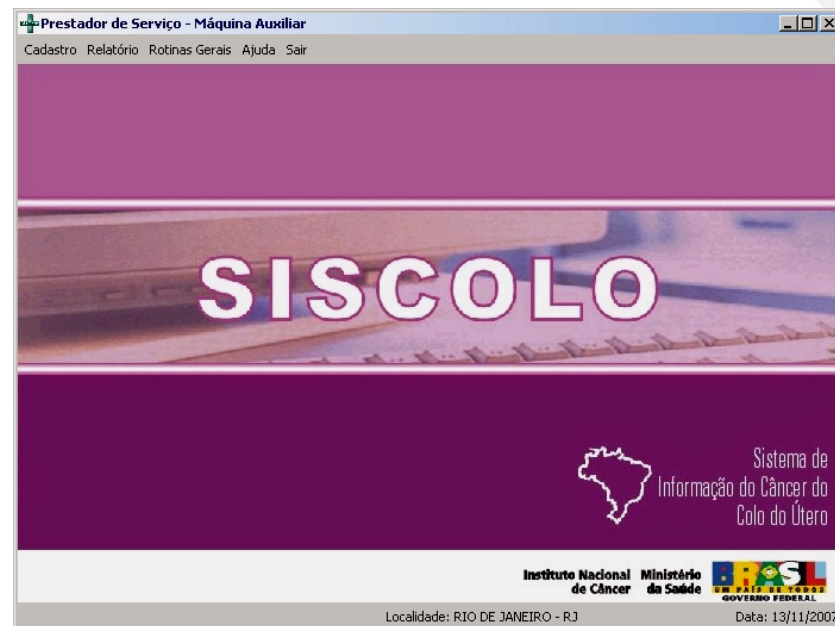 Prestador de Serviço - Máquina Auxiliar
Cadastro Relatório Rotinas Gerais Ajuda Sair
SISCOLO
Sistema de
Informação do Câncer do
Colo do Útero
Instituto Nacional
de Câncer
Ministério
da Saúde
BRASIL
UM PAÍS DE TODOS
GOVERNO FEDERAL
Localidade: RIO DE JANEIRO - RJ
Data: 13/11/2007